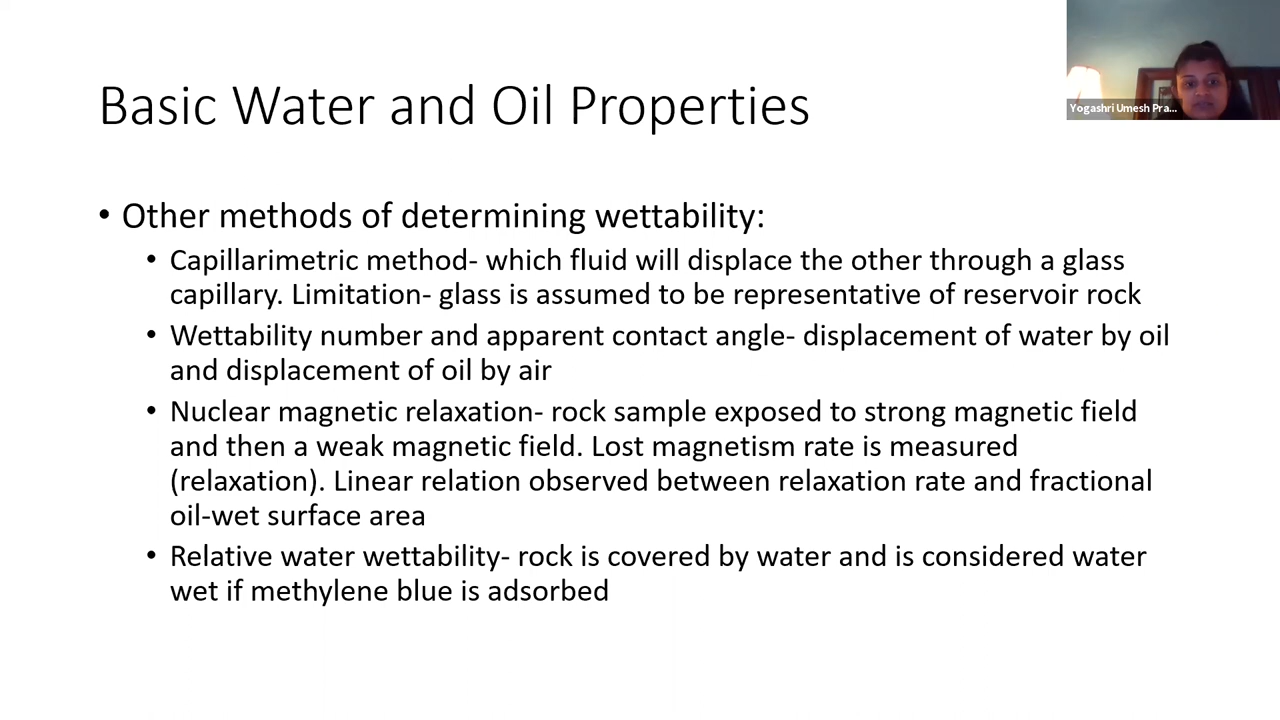 Yogashri Umesh Pra...
Basic Water and Oil Properties
• Other methods of determining wettability:
• Capillarimetric method- which fluid will displace the other through a glass
capillary. Limitation- glass is assumed to be representative of reservoir rock
• Wettability number and apparent contact angle- displacement of water by oil
and displacement of oil by air
• Nuclear magnetic relaxation- rock sample exposed to strong magnetic field
and then a weak magnetic field. Lost magnetism rate is measured
(relaxation). Linear relation observed between relaxation rate and fractional
oil-wet surface area
• Relative water wettability- rock is covered by water and is considered water
wet if methylene blue is adsorbed